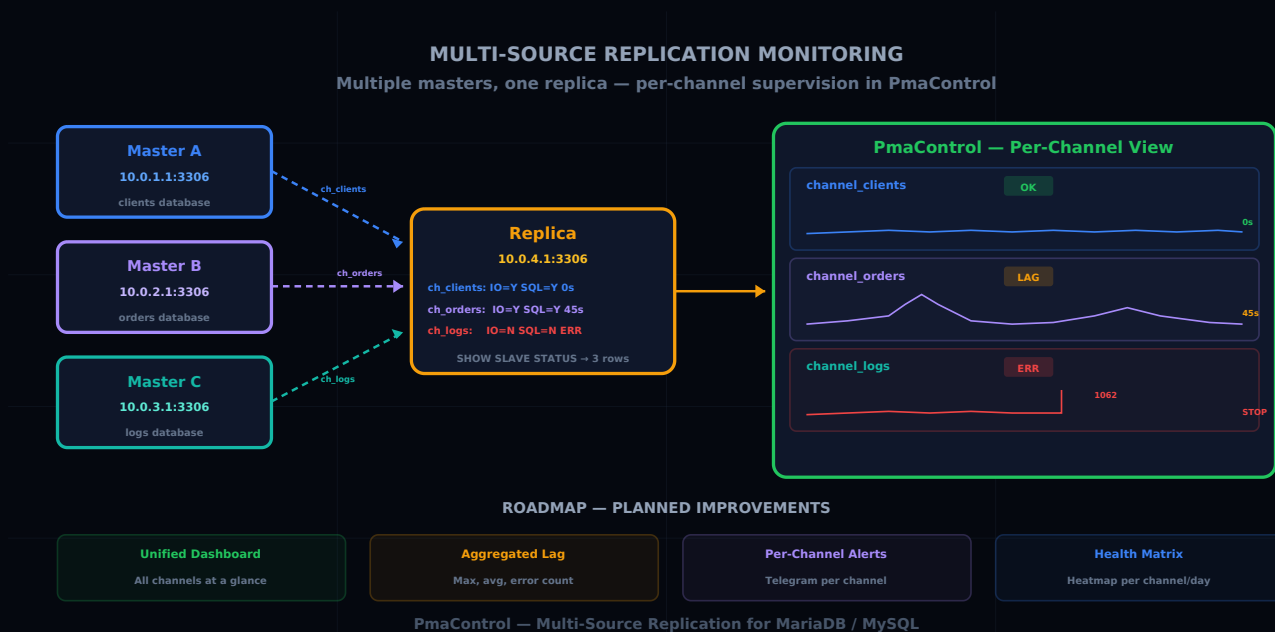 MULTI-SOURCE REPLICATION MONITORING
Multiple masters, one replica — per-channel supervision in PmaControl
Master A
10.0.1.1:3306
clients database
Master B
10.0.2.1:3306
orders database
Master C
10.0.3.1:3306
logs database
ch_clients
ch_orders
ch_logs
Replica
10.0.4.1:3306
ch_clients: IO=Y SQL=Y 0s
ch_orders: IO=Y SQL=Y 45s
ch_logs: IO=N SQL=N ERR
SHOW SLAVE STATUS → 3 rows
PmaControl — Per-Channel View
channel_clients
OK
0s
channel_orders
LAG
45s
channel_logs
ERR
1062
STOP
ROADMAP — PLANNED IMPROVEMENTS
Unified Dashboard
All channels at a glance
Aggregated Lag
Max, avg, error count
Per-Channel Alerts
Telegram per channel
Health Matrix
Heatmap per channel/day
PmaControl — Multi-Source Replication for MariaDB / MySQL